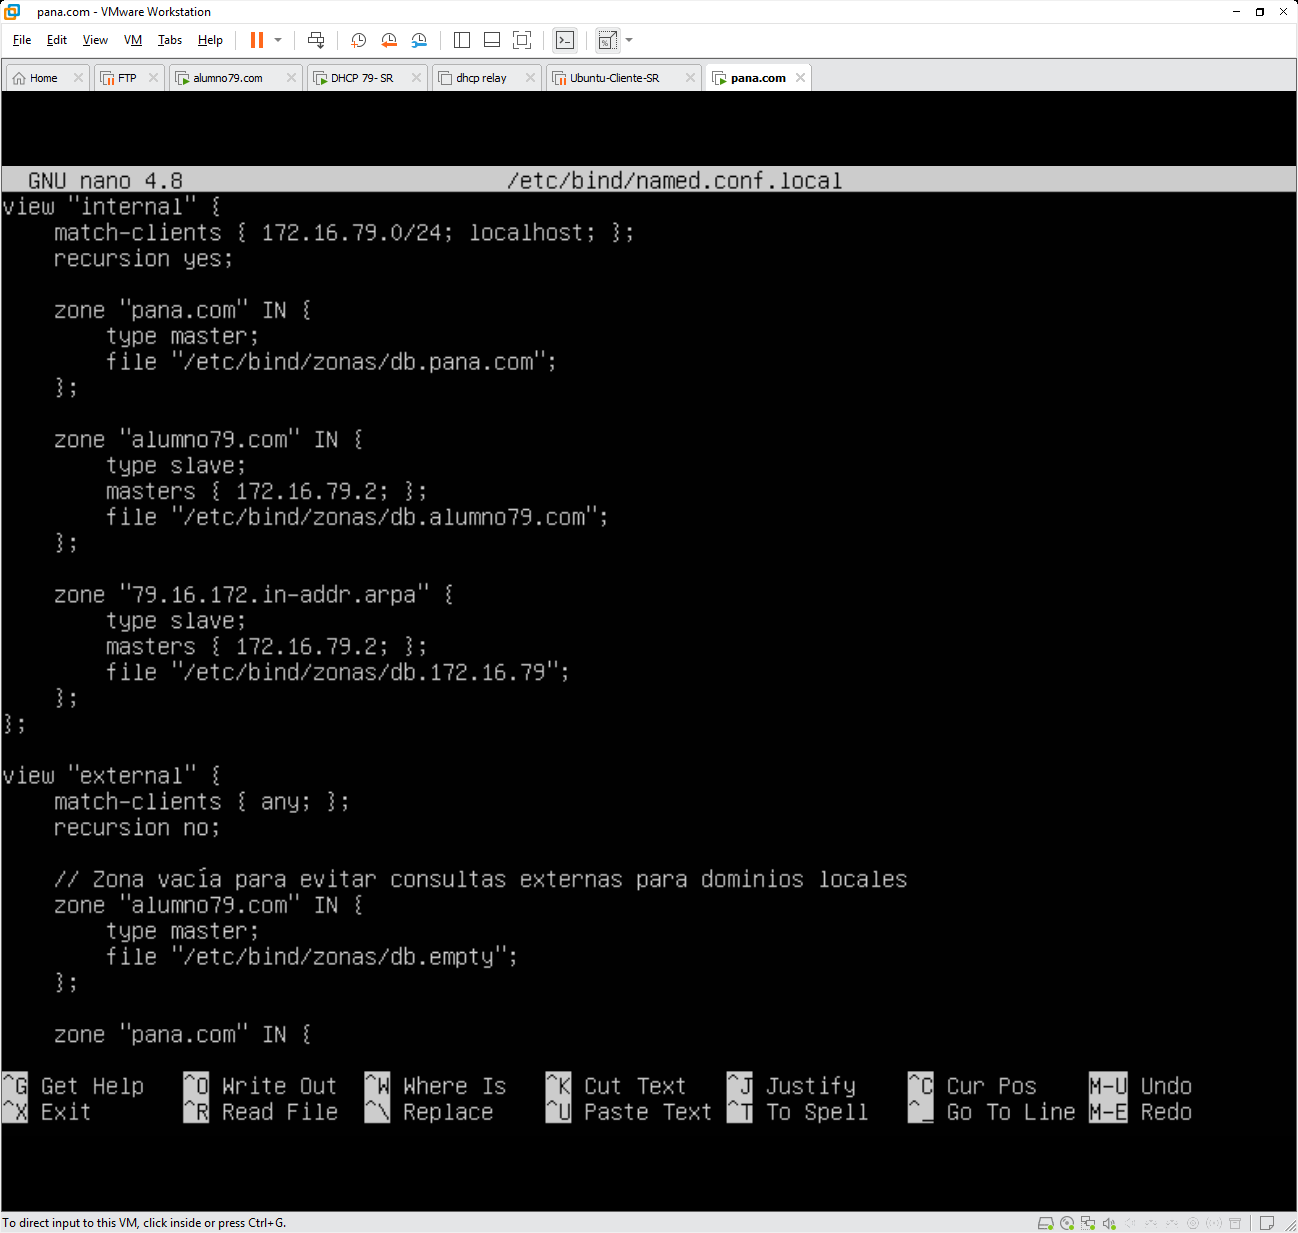 pana.com - VMware Workstation
File Edit View VM Tabs Help
Home FTP alumno79.com DHCP 79- SR dhcp relay Ubuntu-Cliente-SR pana.com
GNU nano 4.8 /etc/bind/named.conf.local
view "internal" {
    match-clients { 172.16.79.0/24; localhost; };
    recursion yes;
    zone "pana.com" IN {
        type master;
        file "/etc/bind/zonas/db.pana.com";
    };
    zone "alumno79.com" IN {
        type slave;
        masters { 172.16.79.2; };
        file "/etc/bind/zonas/db.alumno79.com";
    };
    zone "79.16.172.in-addr.arpa" {
        type slave;
        masters { 172.16.79.2; };
        file "/etc/bind/zonas/db.172.16.79";
    };
};
view "external" {
    match-clients { any; };
    recursion no;
    // Zona vacía para evitar consultas externas para dominios locales
    zone "alumno79.com" IN {
        type master;
        file "/etc/bind/zonas/db.empty";
    };
    zone "pana.com" IN {
^G Get Help ^O Write Out ^W Where Is ^K Cut Text ^J Justify ^C Cur Pos M-U Undo
^X Exit ^R Read File ^\ Replace ^U Paste Text ^T To Spell ^_ Go To Line M-E Redo
To direct input to this VM, click inside or press Ctrl+G.